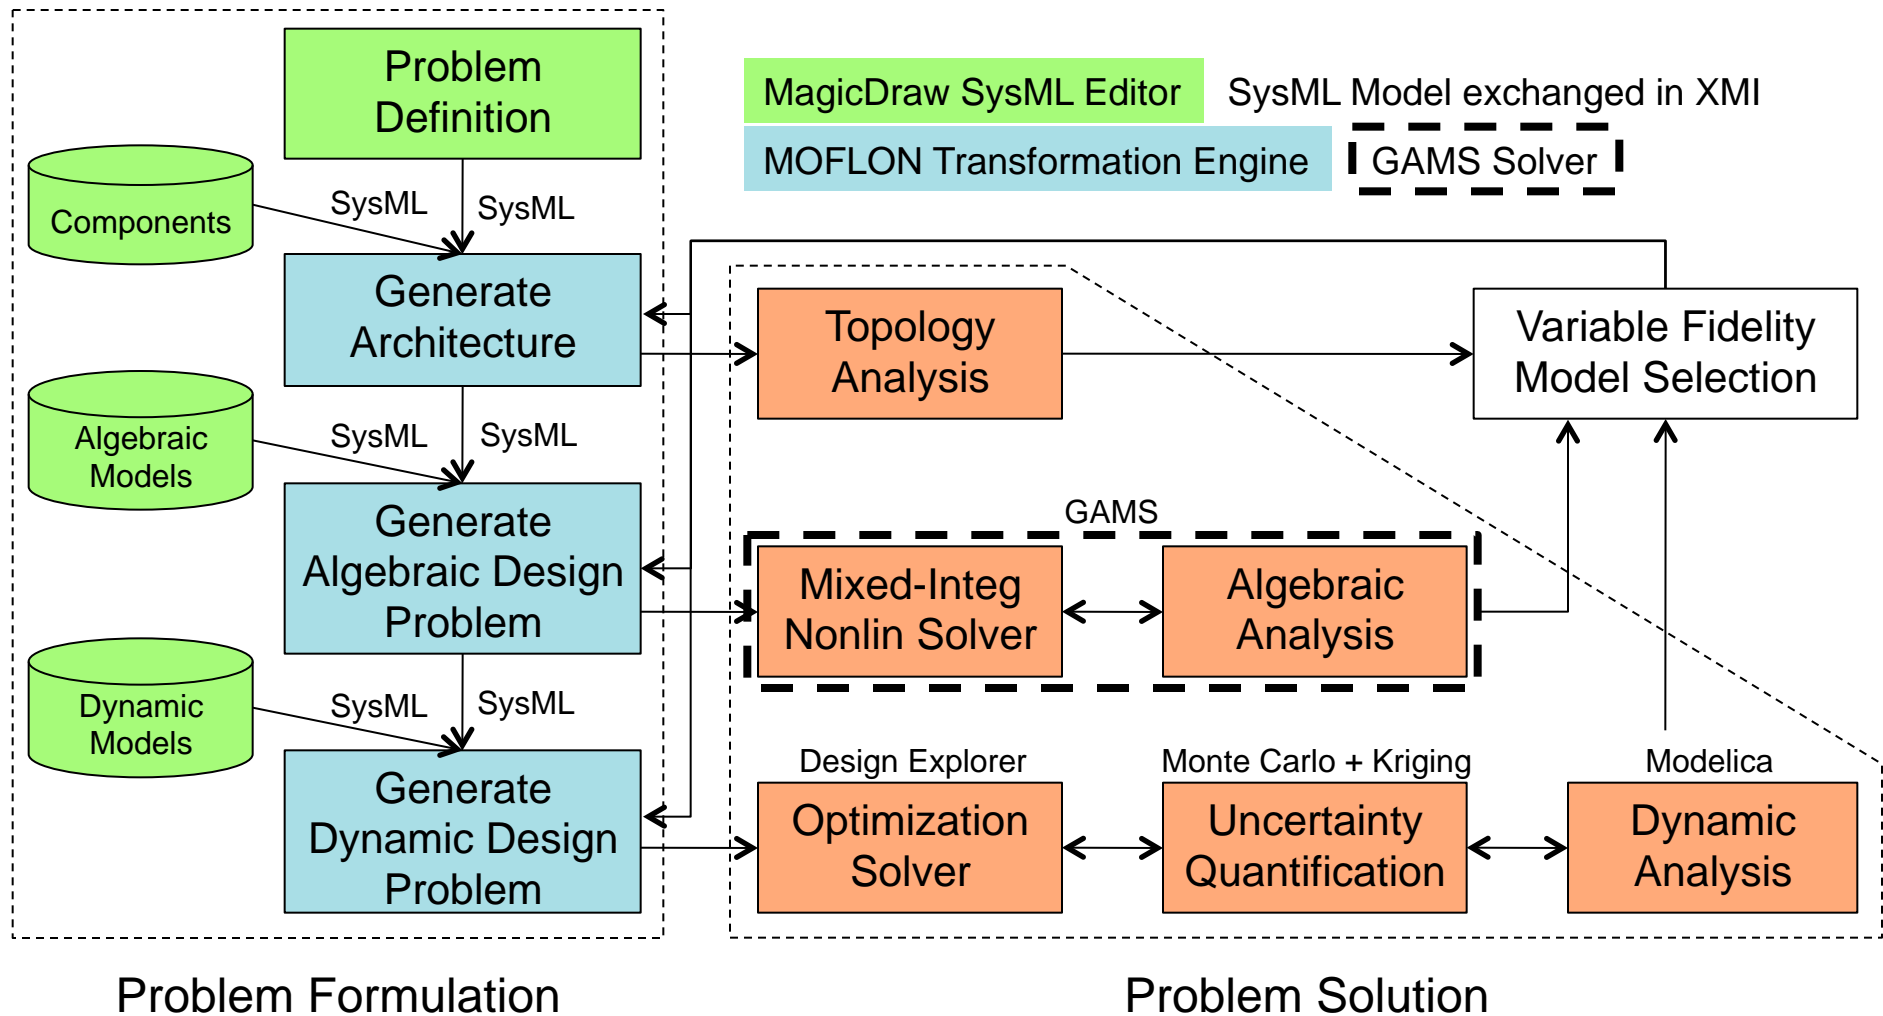 Problem
Definition
MagicDraw SysML Editor
SysML Model exchanged in XMI
MOFLON Transformation Engine
GAMS Solver
Components
SysML
SysML
Generate
Architecture
Topology
Analysis
Variable Fidelity
Model Selection
Algebraic
Models
SysML
SysML
Generate
Algebraic Design
Problem
GAMS
Mixed-Integ
Nonlin Solver
Algebraic
Analysis
Dynamic
Models
SysML
SysML
Generate
Dynamic Design
Problem
Design Explorer
Optimization
Solver
Monte Carlo + Kriging
Uncertainty
Quantification
Modelica
Dynamic
Analysis
Problem Formulation
Problem Solution